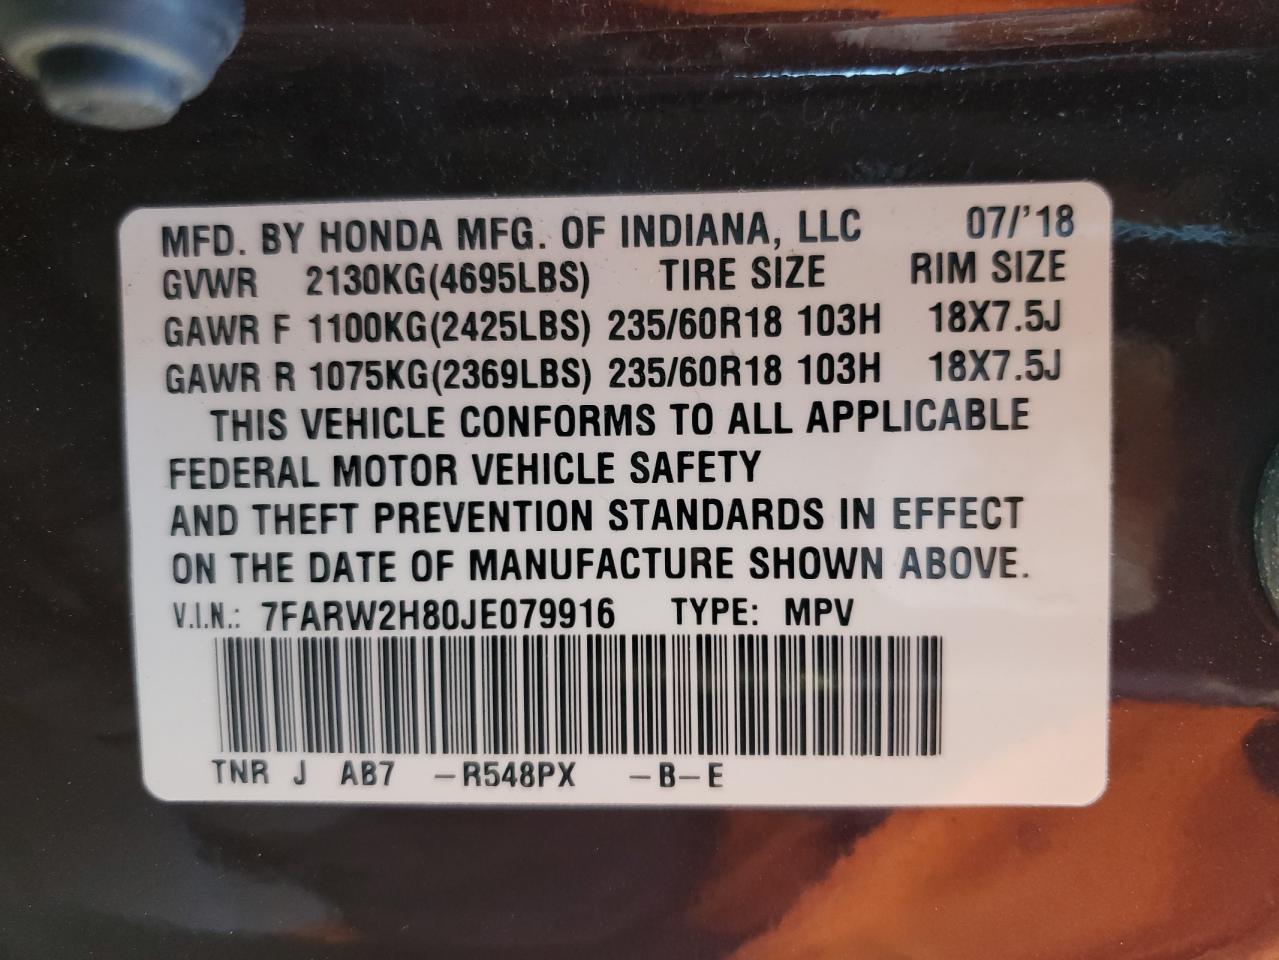 MFD. BY HONDA MFG. OF INDIANA, LLC 07/'18
GVWR 2130KG(4695LBS) TIRE SIZE RIM SIZE
GAWR F 1100KG(2425LBS) 235/60R18 103H 18X7.5J
GAWR R 1075KG(2369LBS) 235/60R18 103H 18X7.5J
THIS VEHICLE CONFORMS TO ALL APPLICABLE
FEDERAL MOTOR VEHICLE SAFETY
AND THEFT PREVENTION STANDARDS IN EFFECT
ON THE DATE OF MANUFACTURE SHOWN ABOVE.
V.I.N.: 7FARW2H80JE079916 TYPE: MPV
TNR J AB7 -R548PX -B-E